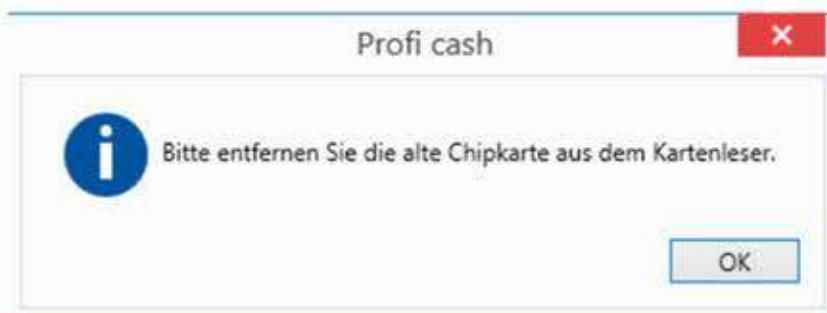 Profi cash
Bitte entfernen Sie die alte Chipkarte aus dem Kartenleser.
OK